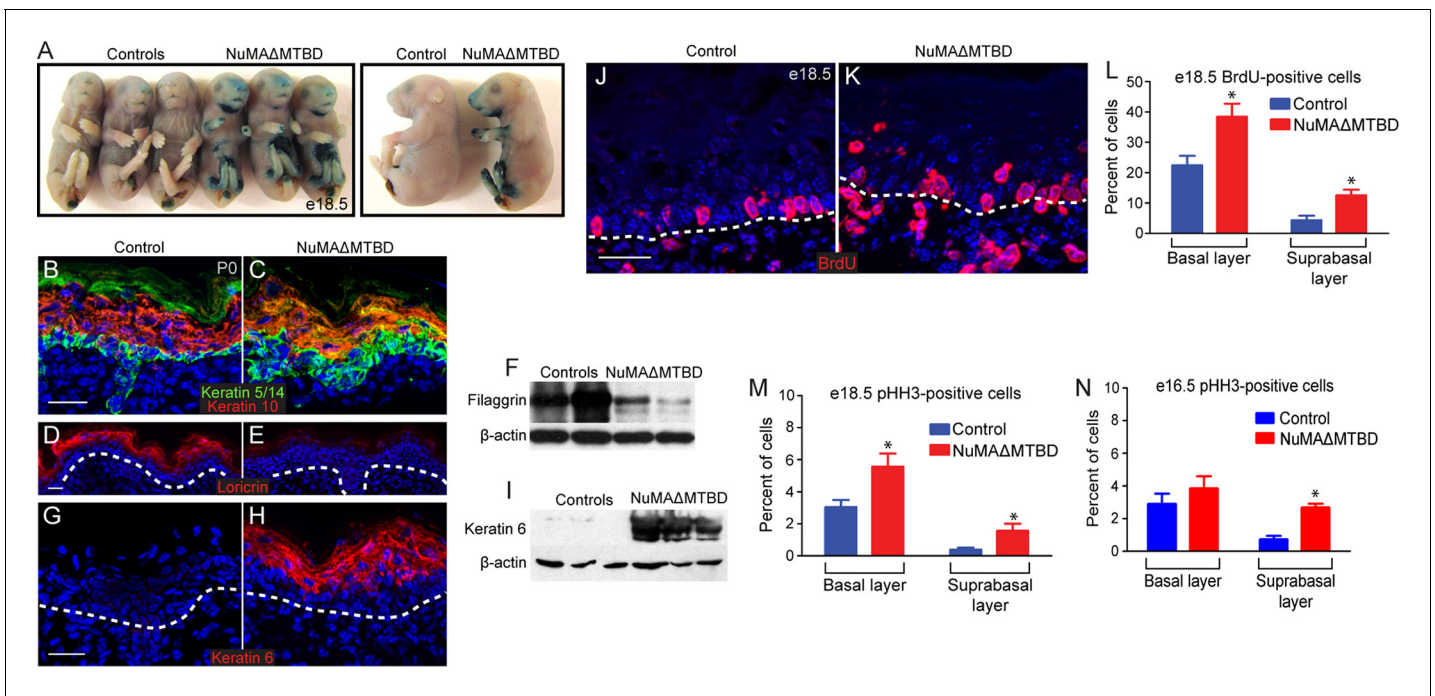 A
Controls
NuMAΔMTBD
e18.5
Control
NuMAΔMTBD
Control
NuMAΔMTBD
B
P0
C
Keratin 5/14
Keratin 10
D
E
Loricrin
G
H
Keratin 6
F
Controls NuMAΔMTBD
Filaggrin
β-actin
I
Controls
NuMAΔMTBD
Keratin 6
β-actin
Control
NuMAΔMTBD
J
e18.5
K
BrdU
L
e18.5 BrdU-positive cells
Control
NuMAΔMTBD
Percent of cells
50
40
30
20
10
0
*
*
Basal layer
Suprabasal
layer
M
e18.5 pHH3-positive cells
Control
NuMAΔMTBD
Percent of cells
10
8
6
4
2
0
*
*
Basal layer
Suprabasal
layer
N
e16.5 pHH3-positive cells
Control
NuMAΔMTBD
Percent of cells
10
8
6
4
2
0
*
Basal layer
Suprabasal
layer